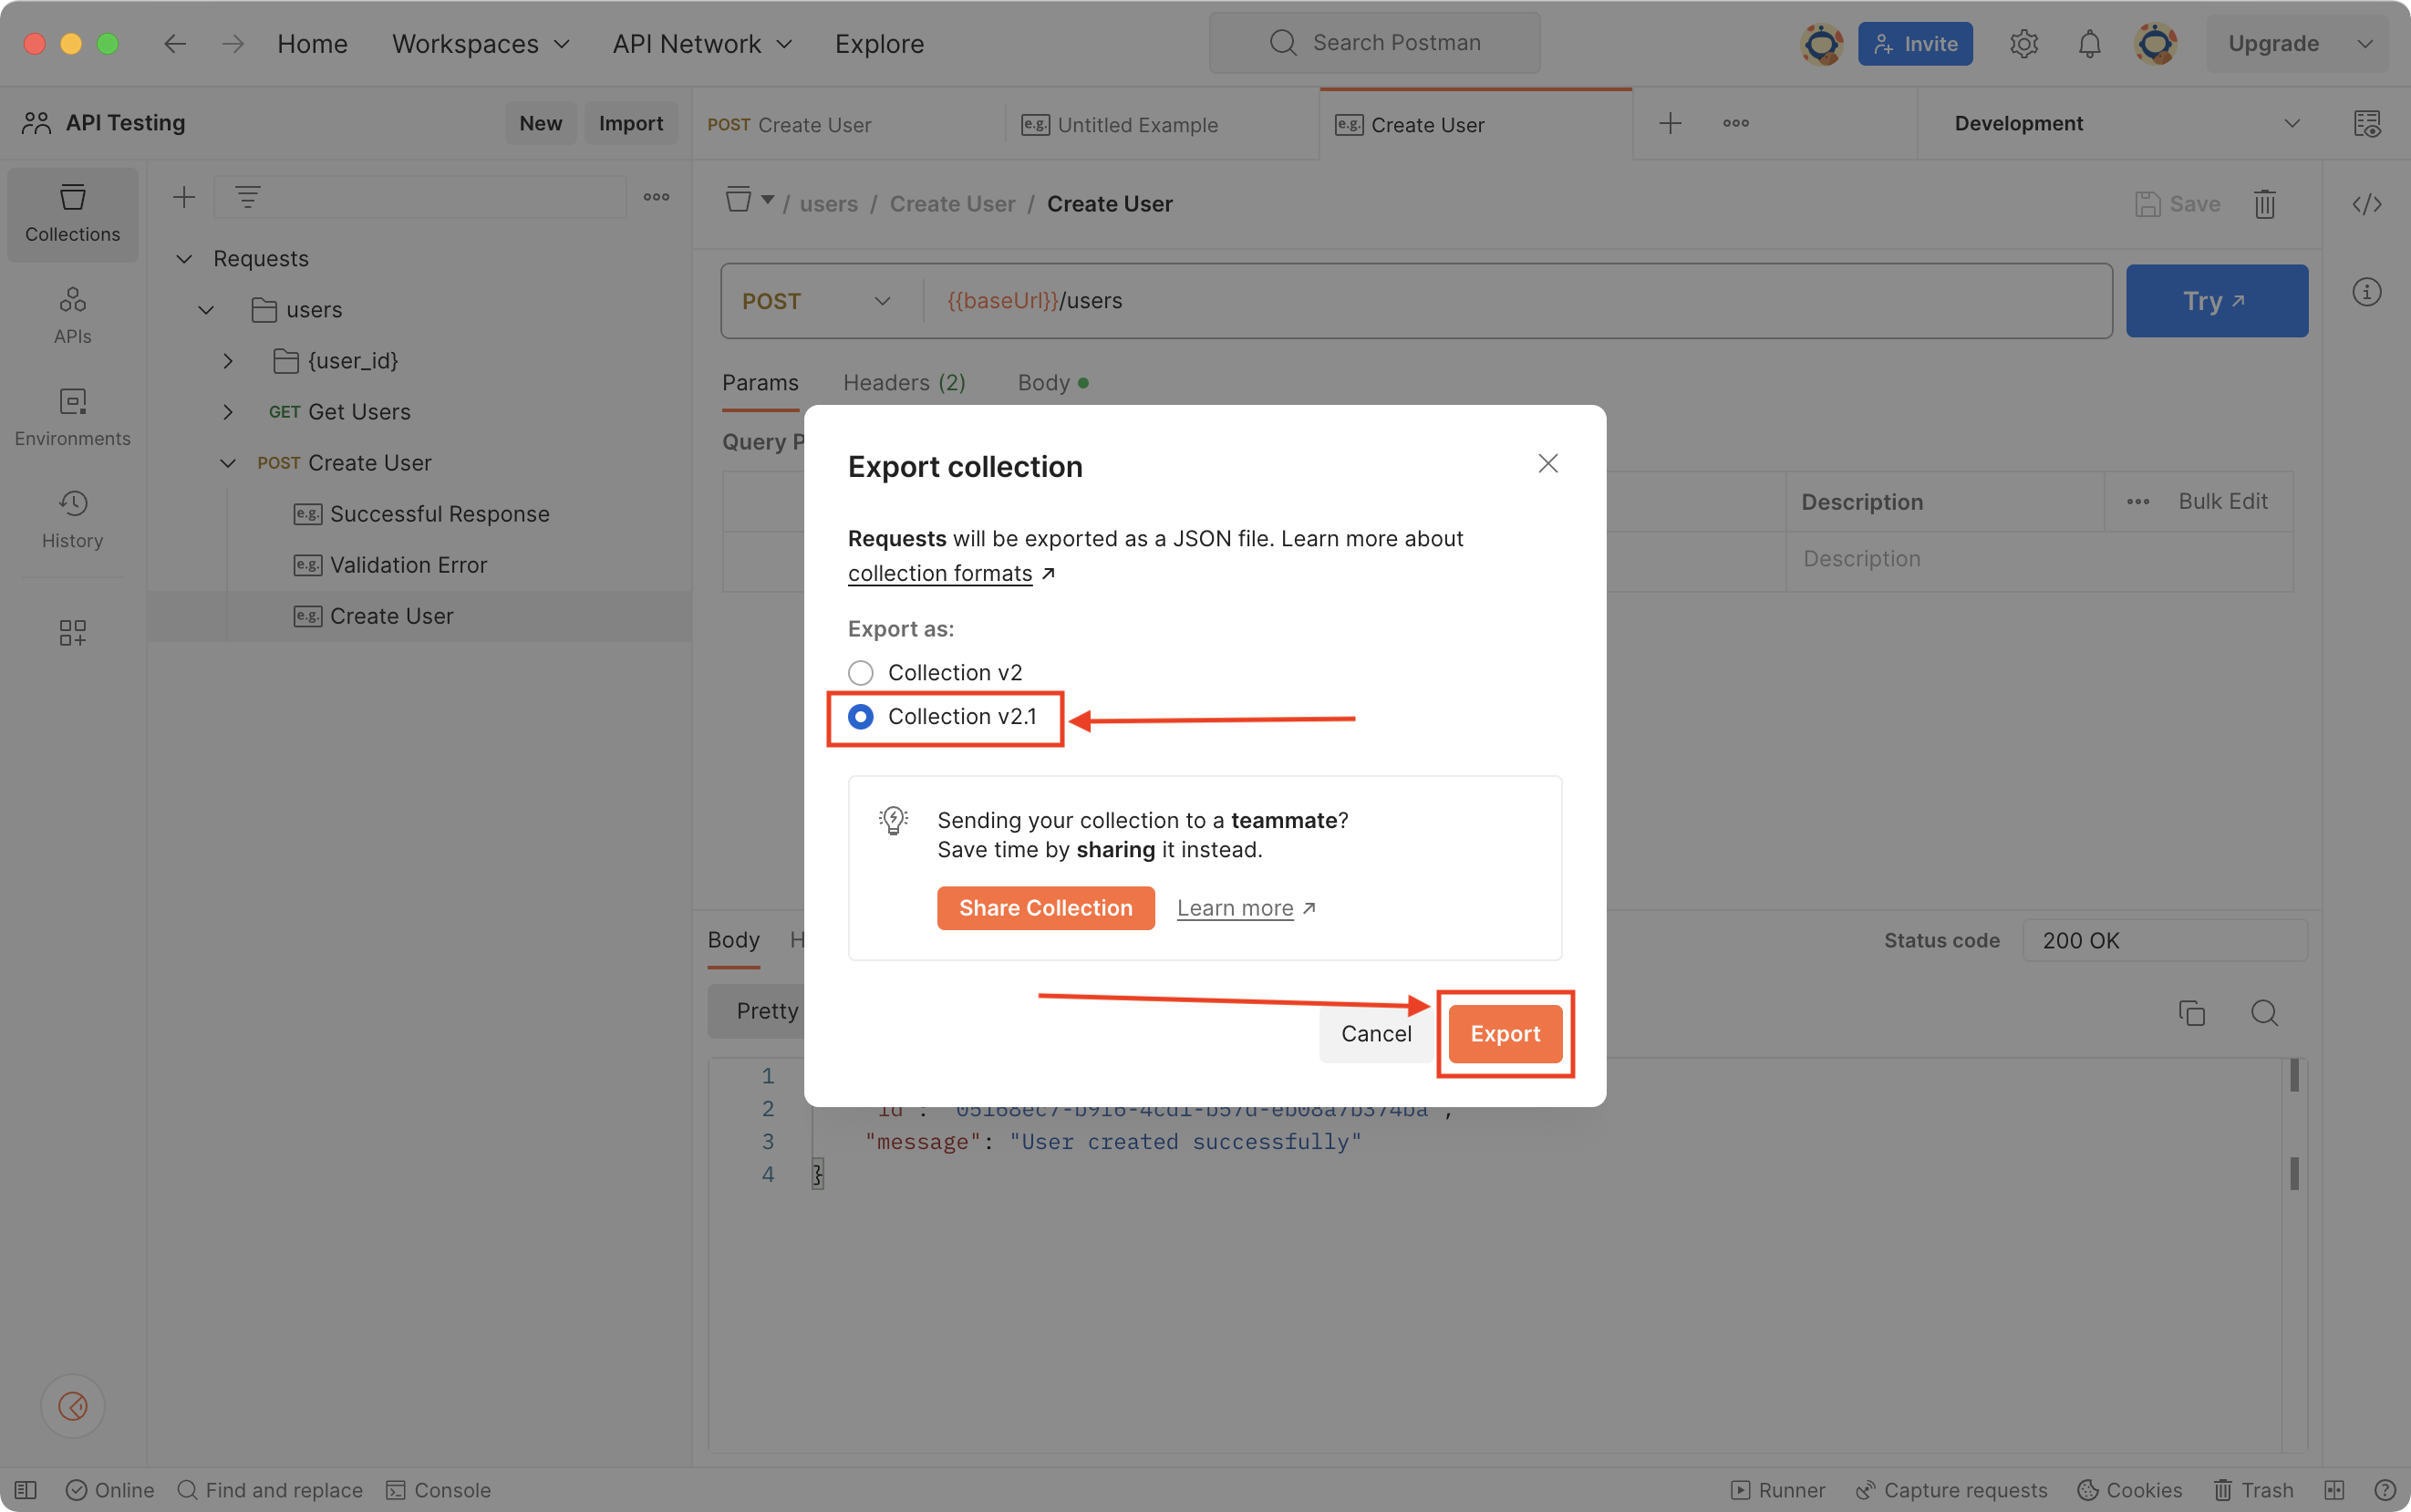 Home Workspaces API Network Explore Search Postman Invite Upgrade
API Testing New Import POST Create User e.g. Untitled Example e.g. Create User Development
Collections
APIs
Environments
History
Requests
users
{user_id}
GET Get Users
POST Create User
e.g. Successful Response
e.g. Validation Error
e.g. Create User
/ users / Create User / Create User Save
POST {{baseUrl}}/users Try
Params Headers (2) Body
Query P
Description Bulk Edit
Description
Export collection
Requests will be exported as a JSON file. Learn more about
collection formats
Export as:
Collection v2
Collection v2.1
Sending your collection to a teammate?
Save time by sharing it instead.
Share Collection Learn more
Cancel Export
Body H Status code 200 OK
Pretty
1
2
3 "message": "User created successfully"
4 }
Online Find and replace Console Runner Capture requests Cookies Trash